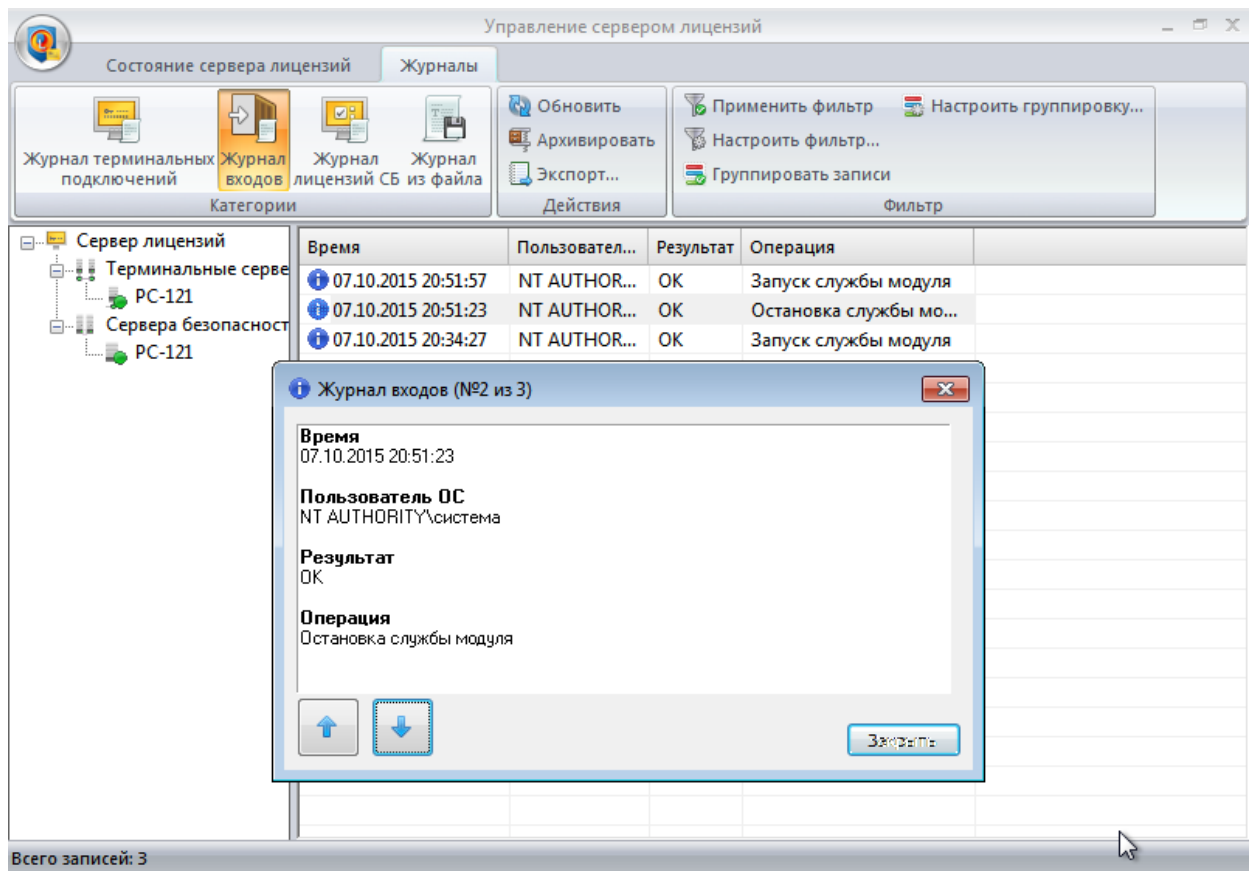 Управление сервером лицензий
Состояние сервера лицензий
Журналы
Журнал терминальных
подключений
Журнал
входов
Журнал
лицензий СБ
Журнал
из файла
Категории
Обновить
Архивировать
Экспорт...
Действия
Применить фильтр
Настроить группировку...
Настроить фильтр...
Группировать записи
Фильтр
Сервер лицензий
Терминальные серве
PC-121
Сервера безопасност
PC-121
Время Пользовател... Результат Операция
07.10.2015 20:51:57 NT AUTHOR... OK Запуск службы модуля
07.10.2015 20:51:23 NT AUTHOR... OK Остановка службы мо...
07.10.2015 20:34:27 NT AUTHOR... OK Запуск службы модуля
Журнал входов (№2 из 3)
Время
07.10.2015 20:51:23
Пользователь ОС
NT AUTHORITY\система
Результат
OK
Операция
Остановка службы модуля
Закрыть
Всего записей: 3